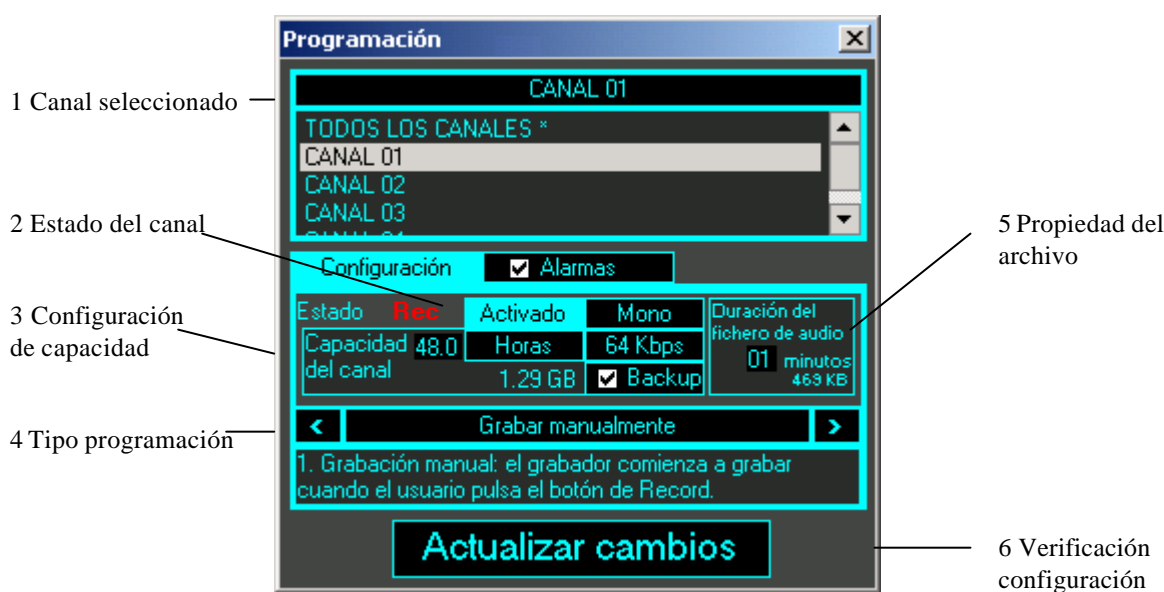 Programación
CANAL 01
1 Canal seleccionado
TODOS LOS CANALES *
CANAL 01
CANAL 02
CANAL 03
2 Estado del canal
5 Propiedad del
archivo
Configuración
Alarmas
Estado Rec Activado Mono
Capacidad
del canal
48.0 Horas 64 Kbps
1.29 GB Backup
Duración del
fichero de audio
01 minutos
469 KB
3 Configuración
de capacidad
4 Tipo programación
< Grabar manualmente >
1. Grabación manual: el grabador comienza a grabar
cuando el usuario pulsa el botón de Record.
Actualizar cambios
6 Verificación
configuración